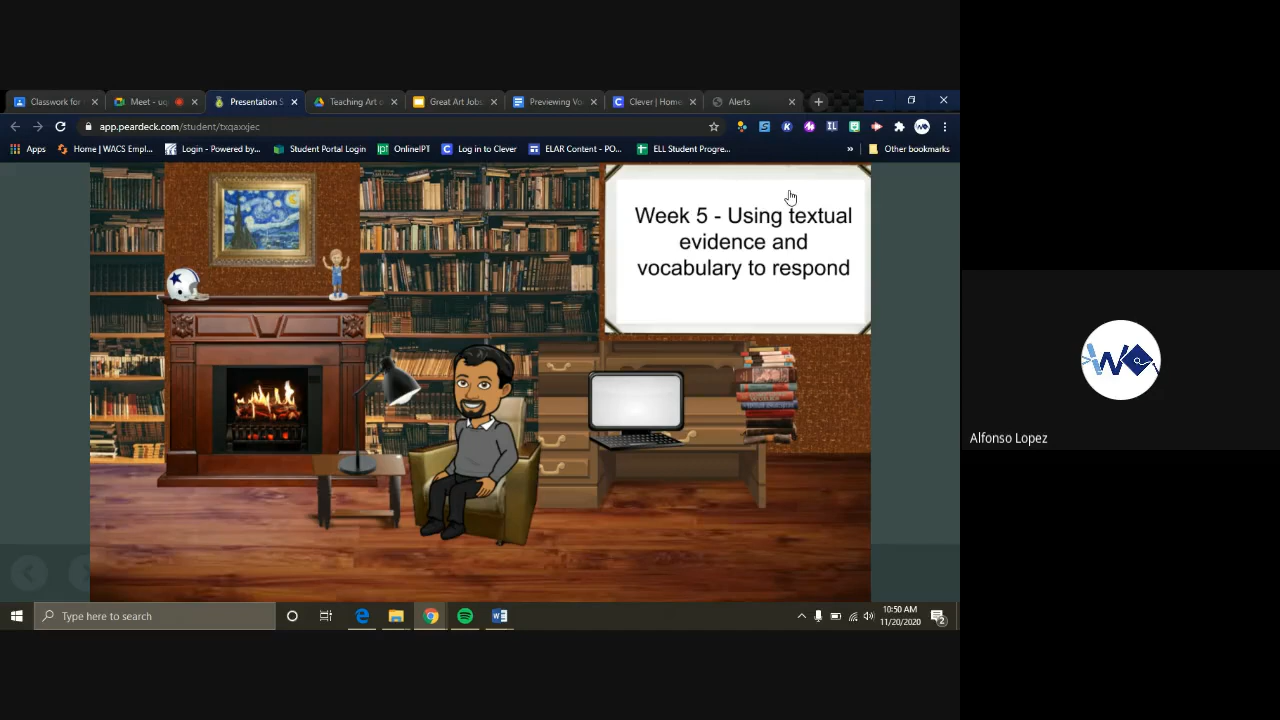 Classwork for
Meet - uq
Presentation S
Teaching Art o
Great Art Jobs
Previewing Vo
Clever | Home
Alerts
app.peardeck.com/student/txqaxxjec
Apps
Home | WACS Empl...
Login - Powered by...
Student Portal Login
OnlineIPT
Log in to Clever
ELAR Content - PO...
ELL Student Progre...
»
Other bookmarks
Week 5 - Using textual
evidence and
vocabulary to respond
Alfonso Lopez
Type here to search
10:50 AM
11/20/2020
2